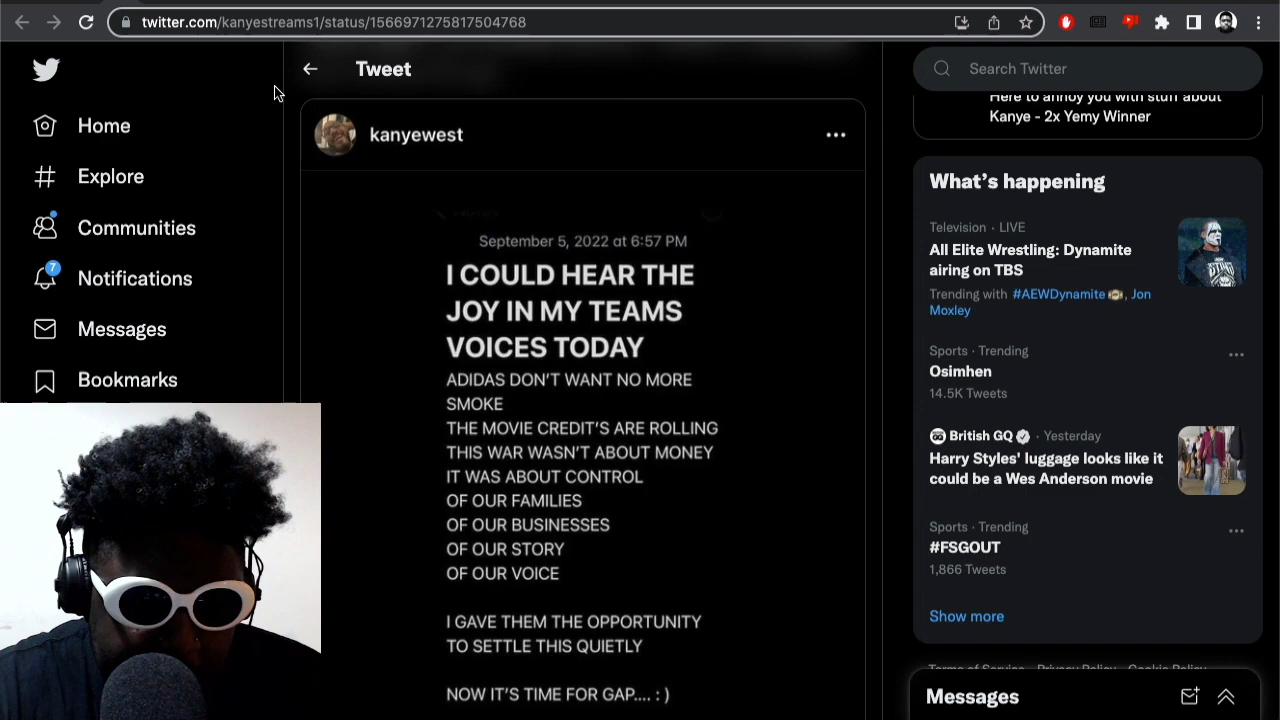 twitter.com/kanyestreams1/status/1566971275817504768
Home
Explore
Communities
7
Notifications
Messages
Bookmarks
Tweet
kanyewest
September 5, 2022 at 6:57 PM
I COULD HEAR THE
JOY IN MY TEAMS
VOICES TODAY
ADIDAS DON'T WANT NO MORE
SMOKE
THE MOVIE CREDIT'S ARE ROLLING
THIS WAR WASN'T ABOUT MONEY
IT WAS ABOUT CONTROL
OF OUR FAMILIES
OF OUR BUSINESSES
OF OUR STORY
OF OUR VOICE
I GAVE THEM THE OPPORTUNITY
TO SETTLE THIS QUIETLY
NOW IT'S TIME FOR GAP.... : )
Search Twitter
Here to annoy you with stuff about
Kanye - 2x Yemy Winner
What's happening
Television · LIVE
All Elite Wrestling: Dynamite
airing on TBS
Trending with #AEWDynamite, Jon
Moxley
Sports · Trending
Osimhen
14.5K Tweets
British GQ · Yesterday
Harry Styles' luggage looks like it
could be a Wes Anderson movie
Sports · Trending
#FSGOUT
1,866 Tweets
Show more
Terms of Service Privacy Policy Cookie Policy
Messages